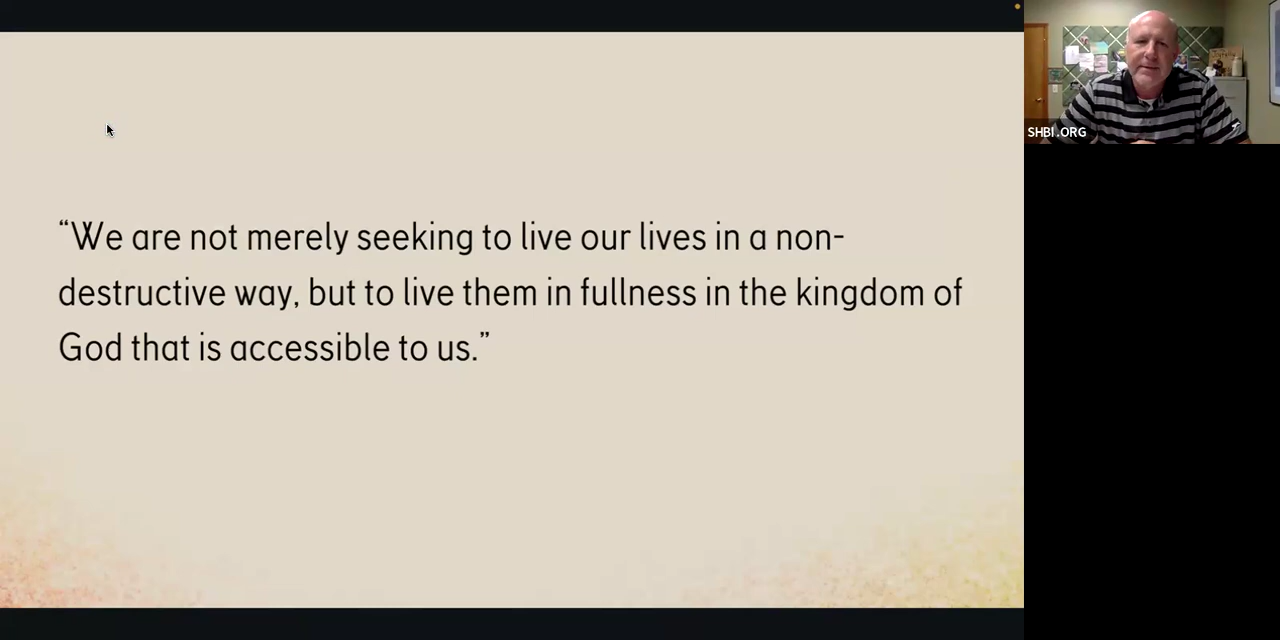 “We are not merely seeking to live our lives in a non-
destructive way, but to live them in fullness in the kingdom of
God that is accessible to us.”
SHBI.ORG